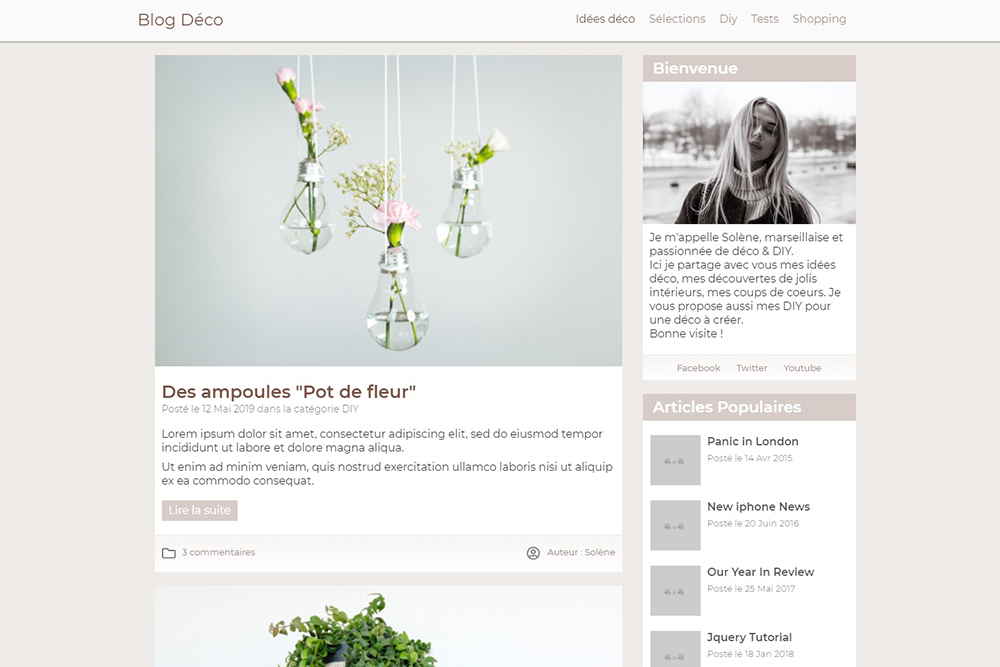 Blog Déco
Idées déco Sélections Diy Tests Shopping
Des ampoules "Pot de fleur"
Posté le 12 Mai 2019 dans la catégorie DIY
Lorem ipsum dolor sit amet, consectetur adipiscing elit, sed do eiusmod tempor
incididunt ut labore et dolore magna aliqua.
Ut enim ad minim veniam, quis nostrud exercitation ullamco laboris nisi ut aliquip
ex ea commodo consequat.
Lire la suite
3 commentaires
Auteur : Solène
Bienvenue
Je m'appelle Solène, marseillaise et
passionnée de déco & DIY.
Ici je partage avec vous mes idées
déco, mes découvertes de jolis
intérieurs, mes coups de coeurs. Je
vous propose aussi mes DIY pour
une déco à créer.
Bonne visite !
Facebook Twitter Youtube
Articles Populaires
Panic in London
Posté le 14 Avr 2015
New iphone News
Posté le 20 Juin 2016
Our Year In Review
Posté le 25 Mai 2017
Jquery Tutorial
Posté le 18 Jan 2018